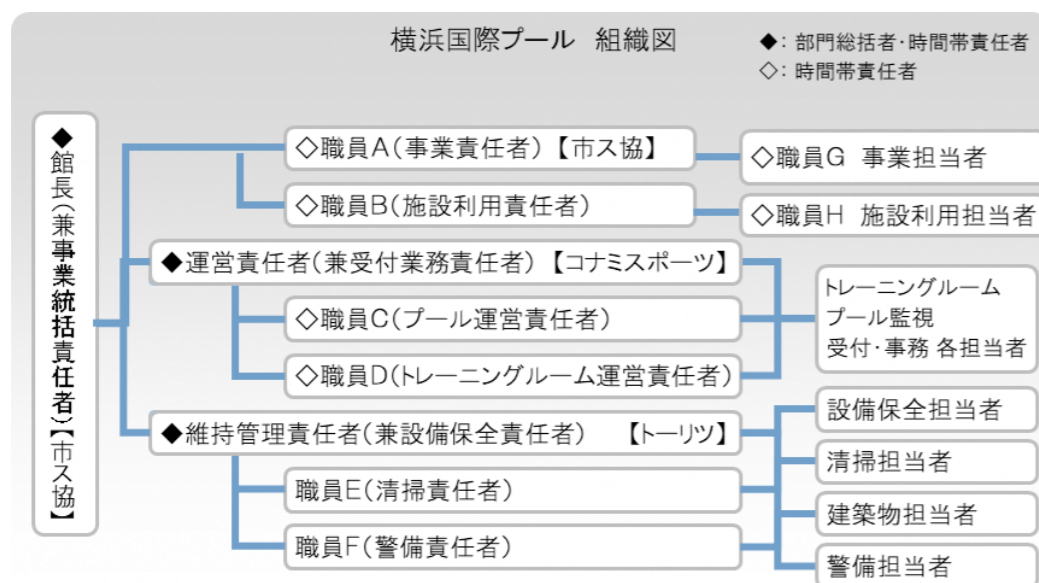 横浜国際プール 組織図
◆：部門総括者・時間帯責任者
◇：時間帯責任者
◆館長（兼事業統括責任者）【市ス協】
◇職員A（事業責任者）【市ス協】
◇職員G 事業担当者
◇職員B（施設利用責任者）
◇職員H 施設利用担当者
◆運営責任者（兼受付業務責任者）【コナミスポーツ】
◇職員C（プール運営責任者）
◇職員D（トレーニングルーム運営責任者）
トレーニングルーム
プール監視
受付・事務 各担当者
◆維持管理責任者（兼設備保全責任者） 【トーリツ】
職員E（清掃責任者）
職員F（警備責任者）
設備保全担当者
清掃担当者
建築物担当者
警備担当者